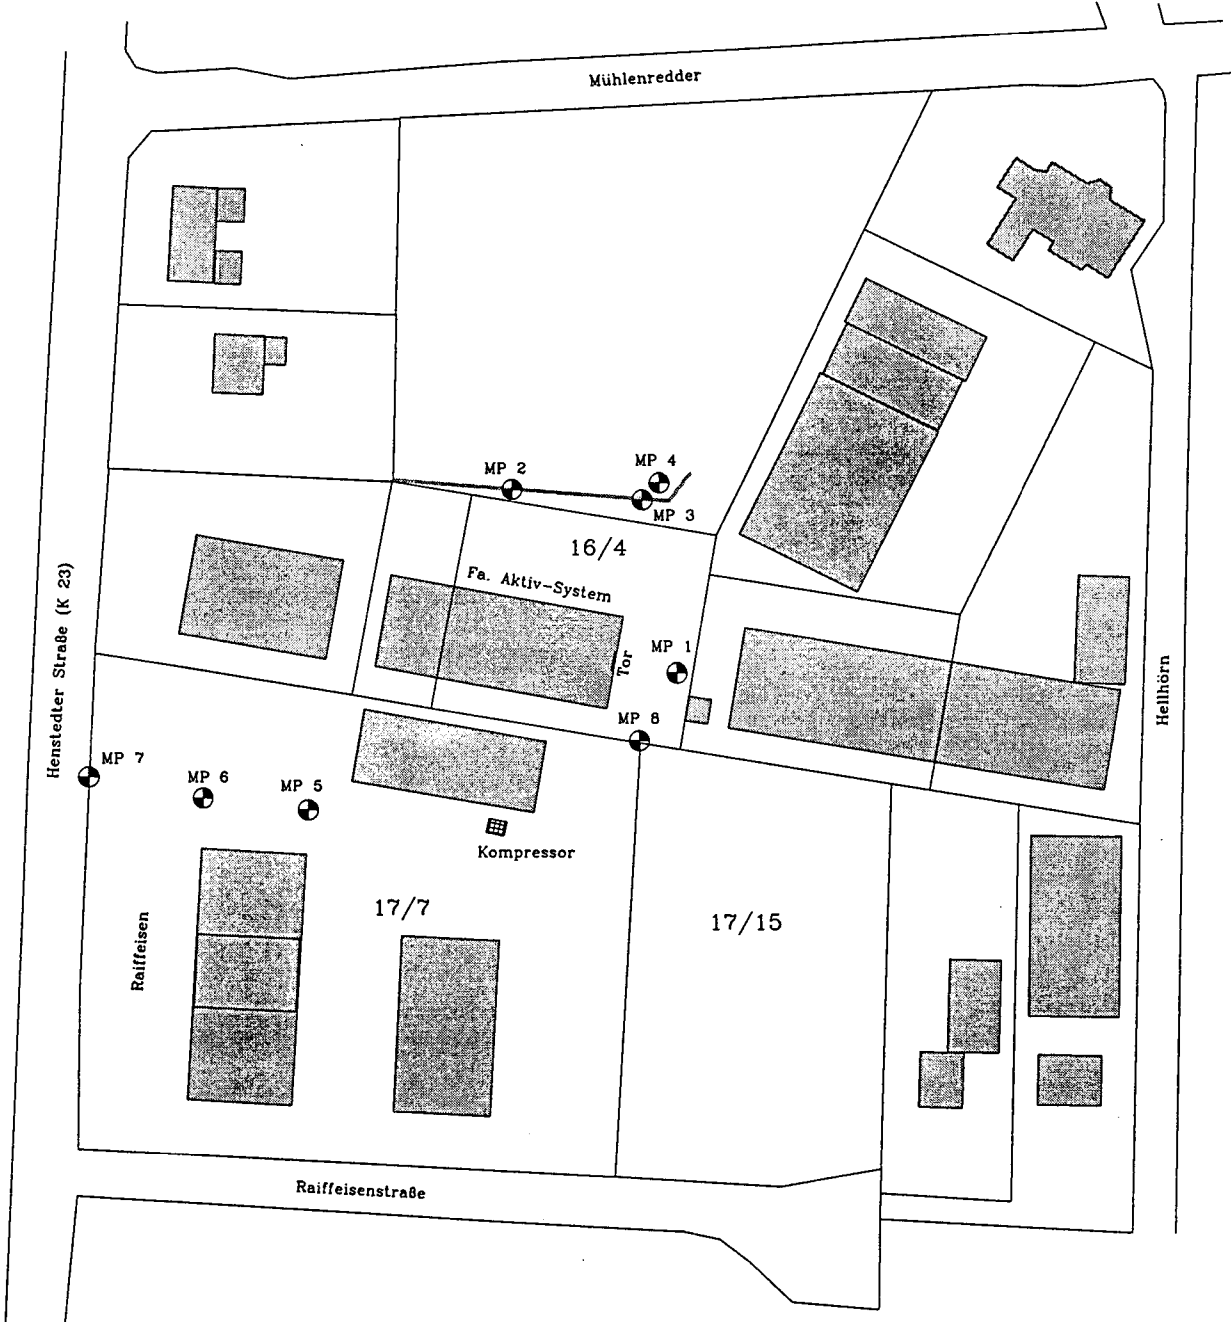 Mühlenredder
MP 2
MP 4
MP 3
16/4
Fa. Aktiv-System
Henstedter Straße (K 23)
Tor
MP 1
Hellhörn
MP 8
MP 7
MP 6
MP 5
Kompressor
17/7
17/15
Raiffeisen
Raiffeisenstraße